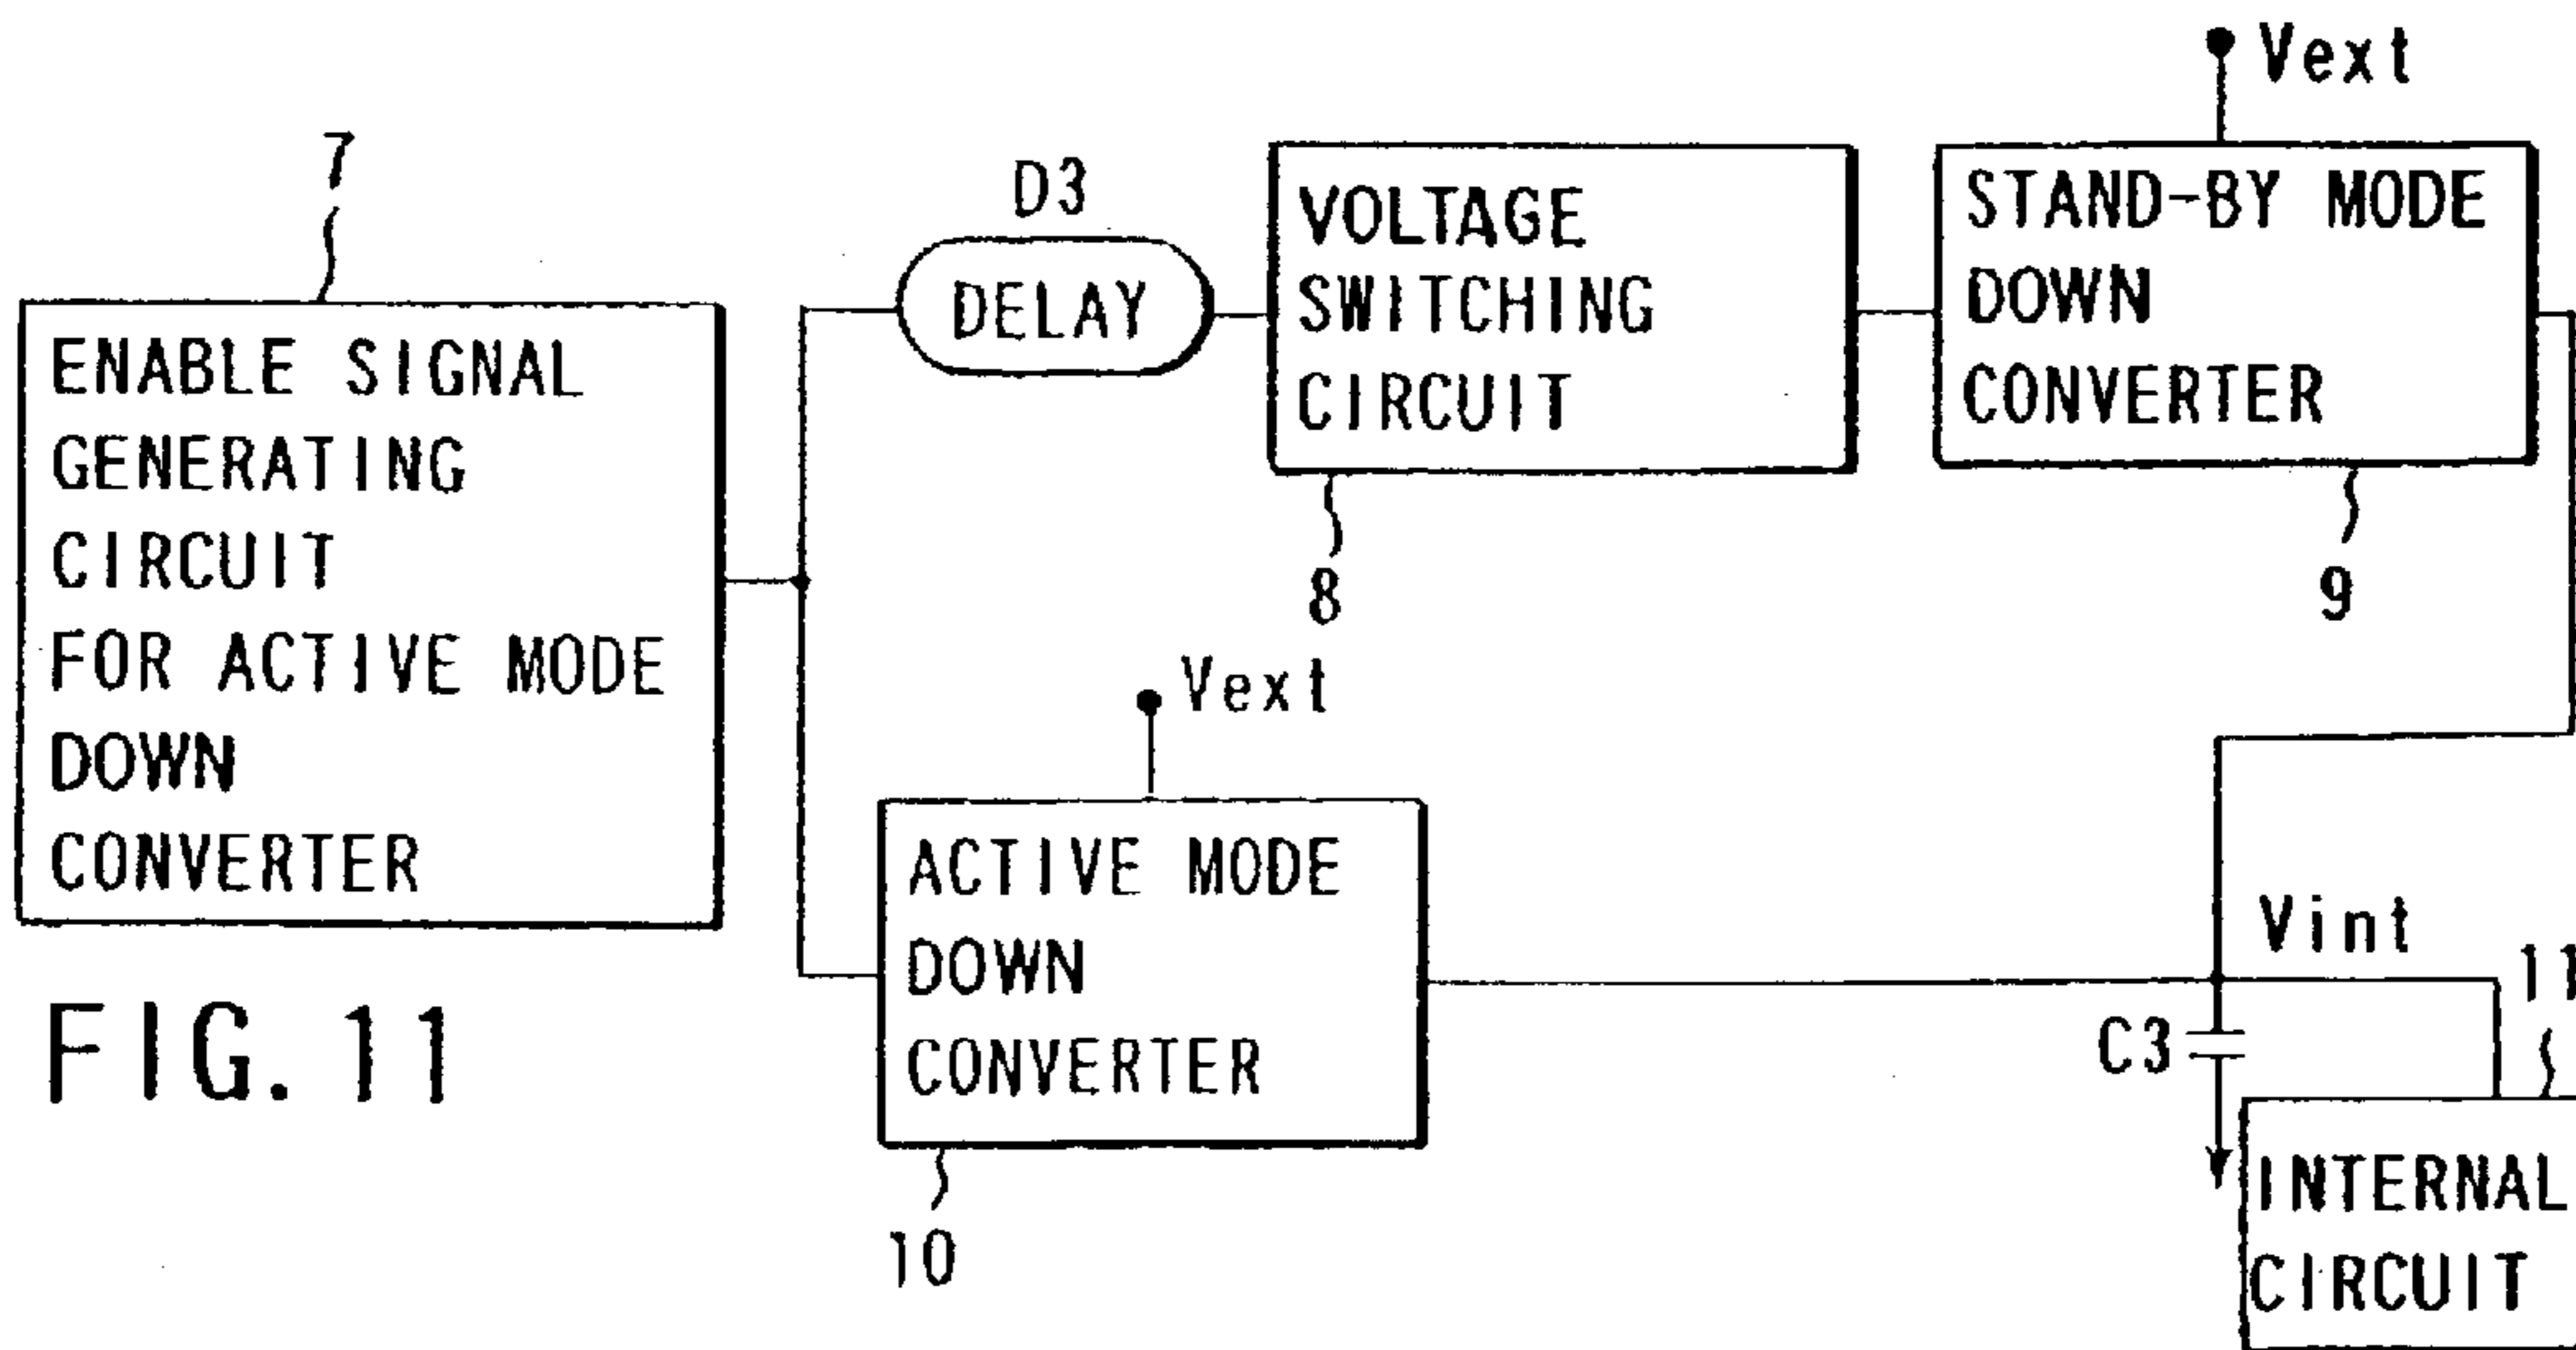 7
ENABLE SIGNAL
GENERATING
CIRCUIT
FOR ACTIVE MODE
DOWN
CONVERTER
D3
DELAY
VOLTAGE
SWITCHING
CIRCUIT
8
Vext
STAND-BY MODE
DOWN
CONVERTER
9
Vext
ACTIVE MODE
DOWN
CONVERTER
10
Vint
C3
11
INTERNAL
CIRCUIT
FIG. 11